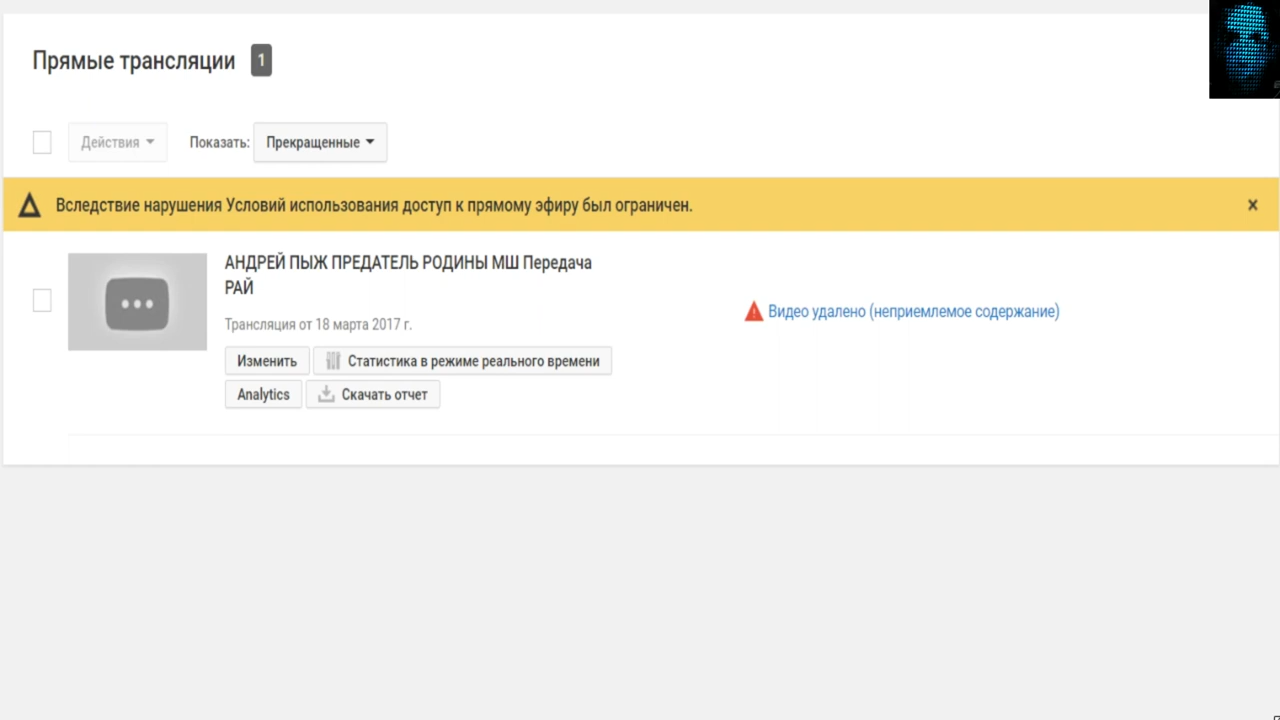 Прямые трансляции 1
Действия Показать: Прекращенные
Вследствие нарушения Условий использования доступ к прямому эфиру был ограничен.
АНДРЕЙ ПЫЖ ПРЕДАТЕЛЬ РОДИНЫ МШ Передача
РАЙ
Видео удалено (неприемлемое содержание)
Трансляция от 18 марта 2017 г.
Изменить Статистика в режиме реального времени
Analytics Скачать отчет